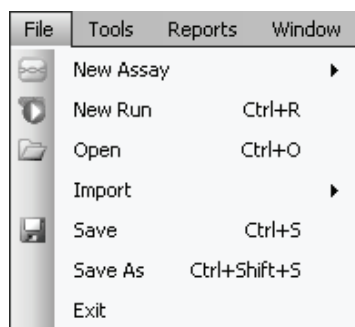 File Tools Reports Window
New Assay
New Run Ctrl+R
Open Ctrl+O
Import
Save Ctrl+S
Save As Ctrl+Shift+S
Exit